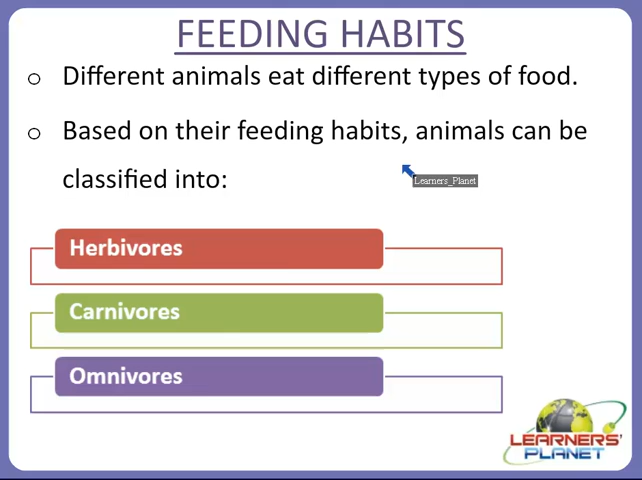 FEEDING HABITS
o Different animals eat different types of food.
o Based on their feeding habits, animals can be
classified into:
Learners_Planet
Herbivores
Carnivores
Omnivores
LEARNERS'
PLANET